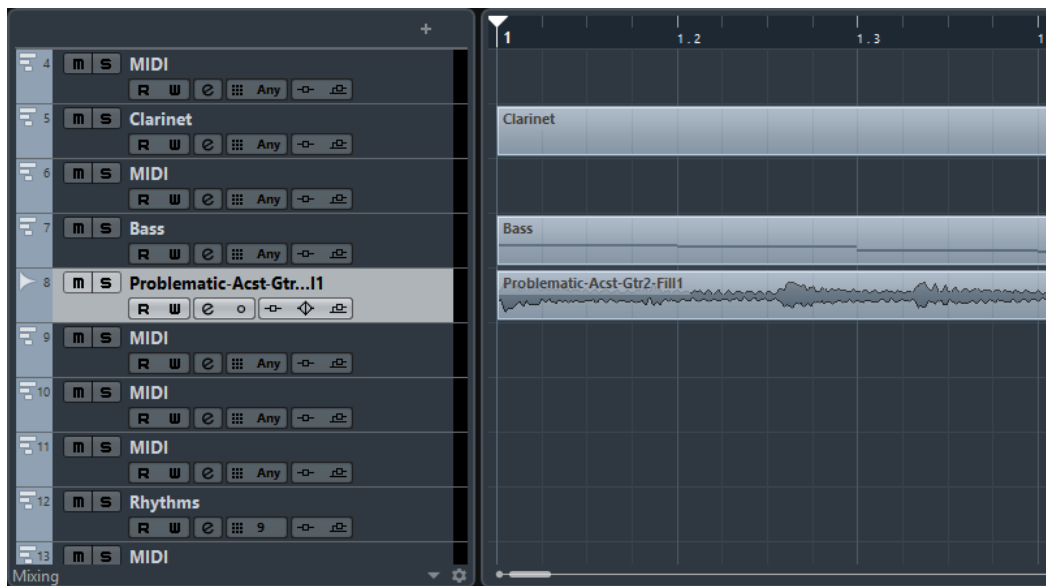 +
1 1.2 1.3 1
4 m S MIDI
R W e Any
5 m S Clarinet
R W e Any
Clarinet
6 m S MIDI
R W e Any
7 m S Bass
R W e Any
Bass
8 m S Problematic-Acst-Gtr...l1
R W e
Problematic-Acst-Gtr2-Fill1
9 m S MIDI
R W e Any
10 m S MIDI
R W e Any
11 m S MIDI
R W e Any
12 m S Rhythms
R W e 9
13 m S MIDI
Mixing